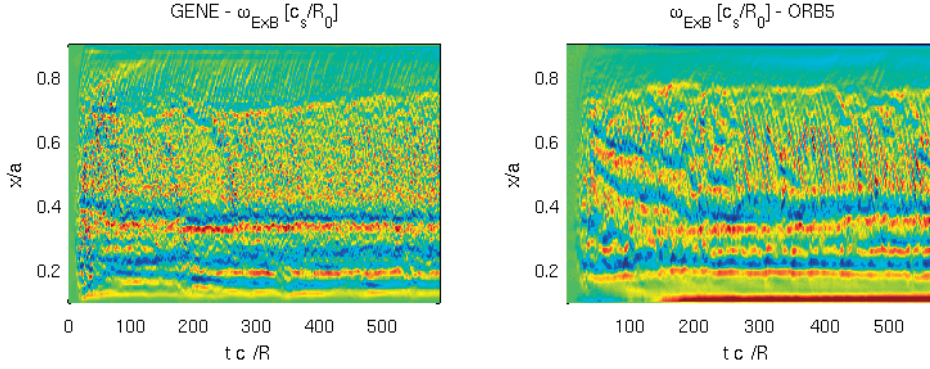 GENE - ω_ExB [c_s/R_0]
ω_ExB [c_s/R_0] - ORB5
x/a
0.8
0.6
0.4
0.2
0 100 200 300 400 500
t c /R
x/a
0.8
0.6
0.4
0.2
100 200 300 400 500
t c /R